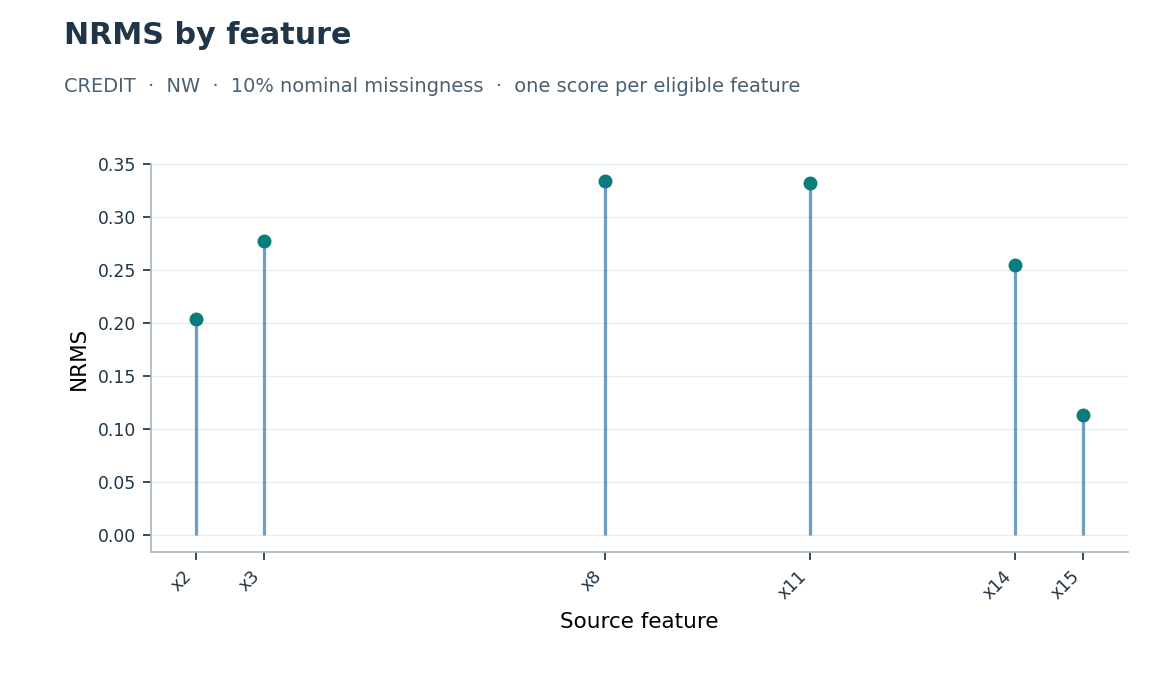 NRMS by feature
CREDIT · NW · 10% nominal missingness · one score per eligible feature
0.35
0.30
0.25
0.20
0.15
0.10
0.05
0.00
NRMS
x2 x3 x8 x11 x14 x15
Source feature